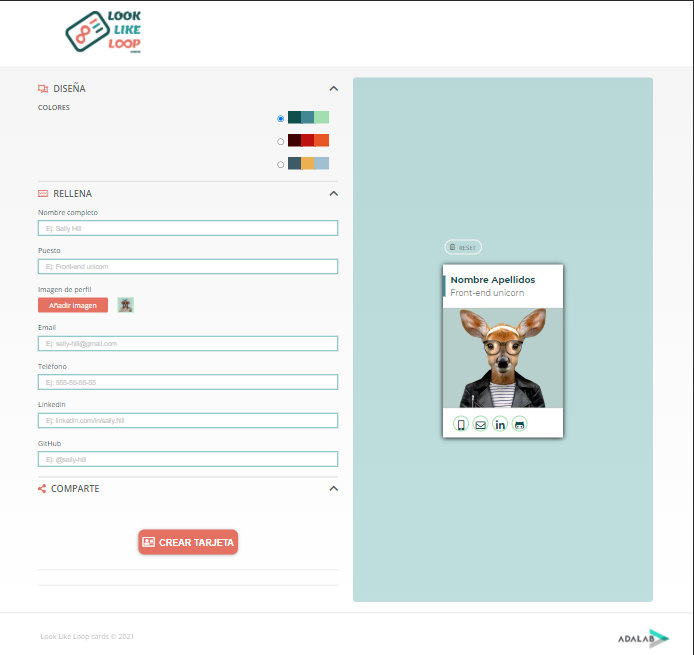 LOOK
LIKE
LOOP
CARDS
DISEÑA
COLORES
RELLENA
Nombre completo
Ej: Sally Hill
Puesto
Ej: Front-end unicorn
Imagen de perfil
Añadir imagen
Email
Ej: sally-hill@gmail.com
Teléfono
Ej: 555-55-55-55
Linkedin
Ej: linkedin.com/in/sally.hill
GitHub
Ej: @sally-hill
COMPARTE
CREAR TARJETA
RESET
Nombre Apellidos
Front-end unicorn
in
Look Like Loop cards © 2021
ADALAB